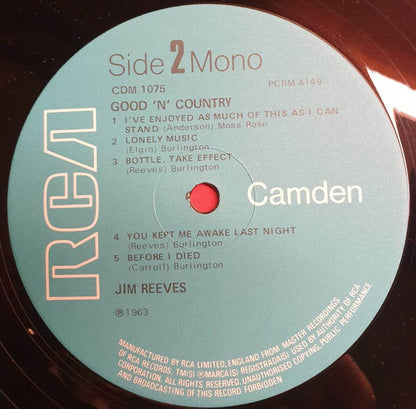 Side 2 Mono
CDM 1075
PCRM 4149
GOOD 'N' COUNTRY
1 I'VE ENJOYED AS MUCH OF THIS AS I CAN
STAND (Anderson) Moss Rose
2 LONELY MUSIC
(Elgin) Burlington
3 BOTTLE, TAKE EFFECT
(Reeves) Burlington
RCA
Camden
4 YOU KEPT ME AWAKE LAST NIGHT
(Reeves) Burlington
5 BEFORE I DIED
(Carroll) Burlington
JIM REEVES
℗ 1963
MANUFACTURED BY RCA LIMITED, ENGLAND FROM MASTER RECORDINGS
OF RCA RECORDS. TM(S) ® MARCA(S) REGISTRADA(S) USED BY AUTHORITY OF RCA
CORPORATION. ALL RIGHTS RESERVED. UNAUTHORISED COPYING, PUBLIC PERFORMANCE,
AND BROADCASTING OF THIS RECORD FORBIDDEN